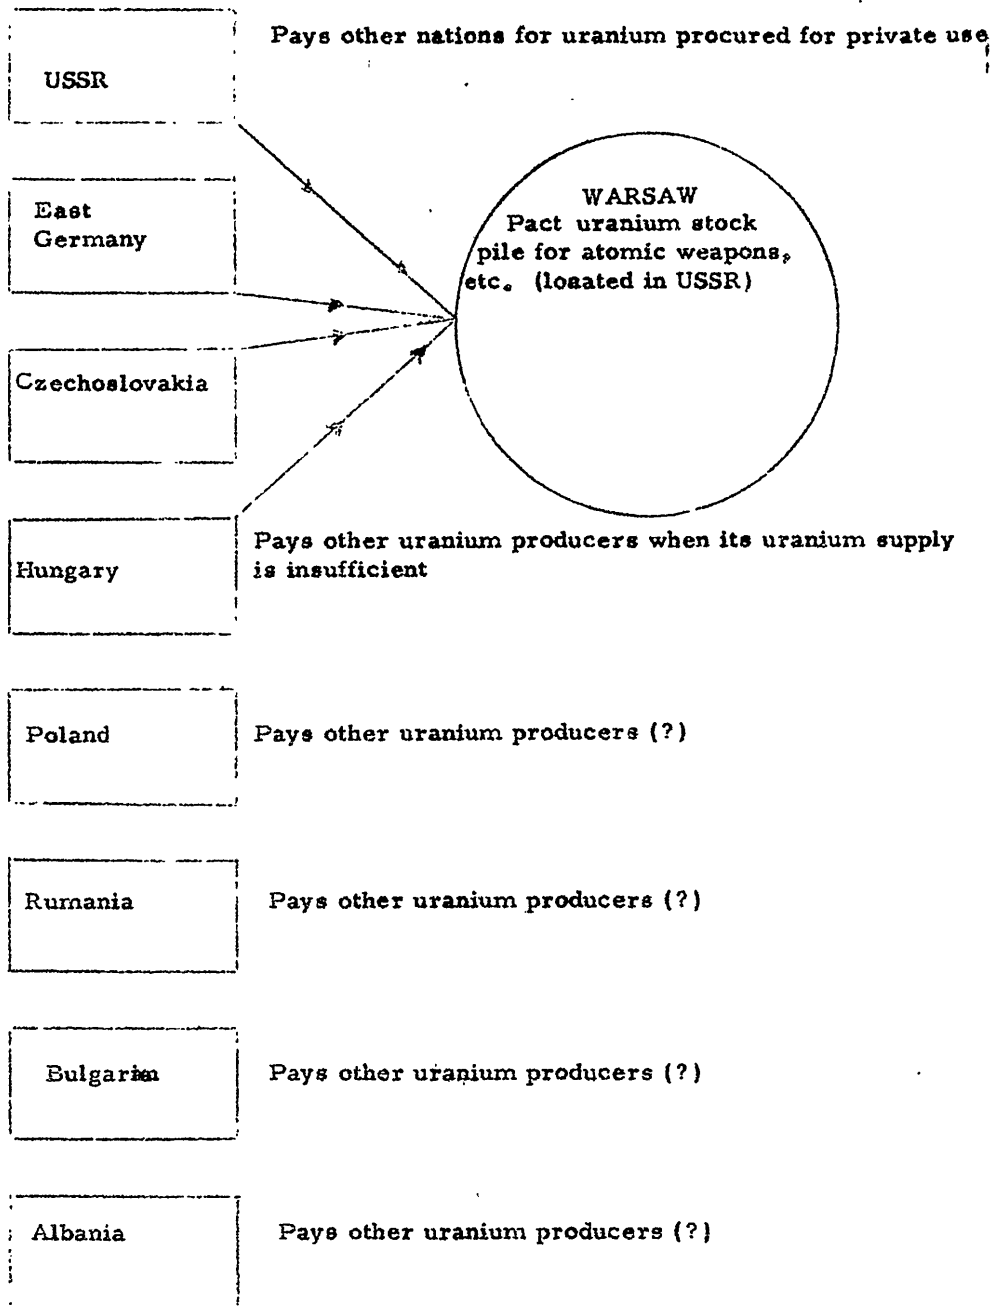 Pays other nations for uranium procured for private use
USSR
WARSAW
Pact uranium stock
pile for atomic weapons,
etc. (loaated in USSR)
East
Germany
Czechoslovakia
Pays other uranium producers when its uranium supply
is insufficient
Hungary
Poland
Pays other uranium producers (?)
Rumania
Pays other uranium producers (?)
Bulgaria
Pays other uranium producers (?)
Albania
Pays other uranium producers (?)